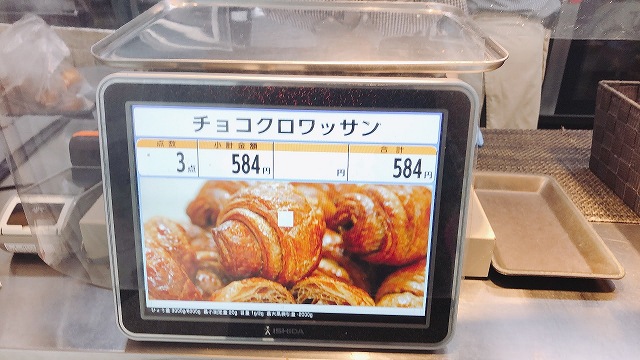 チョコクロワッサン
点数 小計金額 合計
3点 584円 円 584円
ISHIDA